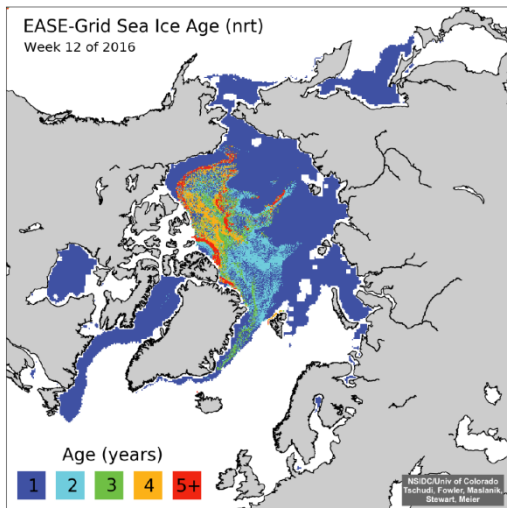 EASE-Grid Sea Ice Age (nrt)
Week 12 of 2016
Age (years)
1 2 3 4 5+
NSIDC/Univ of Colorado
Tschudi, Fowler, Maslanik,
Stewart, Meier